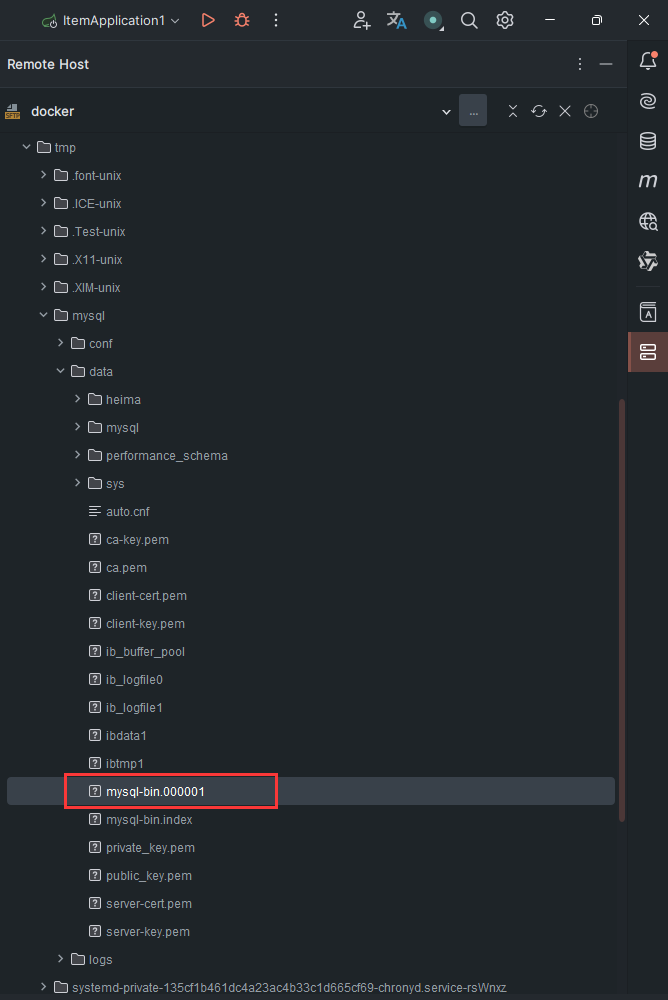 ItemApplication1
Remote Host
SFTP
docker
...
tmp
.font-unix
.ICE-unix
.Test-unix
.X11-unix
.XIM-unix
mysql
conf
data
heima
mysql
performance_schema
sys
auto.cnf
ca-key.pem
ca.pem
client-cert.pem
client-key.pem
ib_buffer_pool
ib_logfile0
ib_logfile1
ibdata1
ibtmp1
mysql-bin.000001
mysql-bin.index
private_key.pem
public_key.pem
server-cert.pem
server-key.pem
logs
systemd-private-135cf1b461dc4a23ac4b33c1d665cf69-chronyd.service-rsWnxz